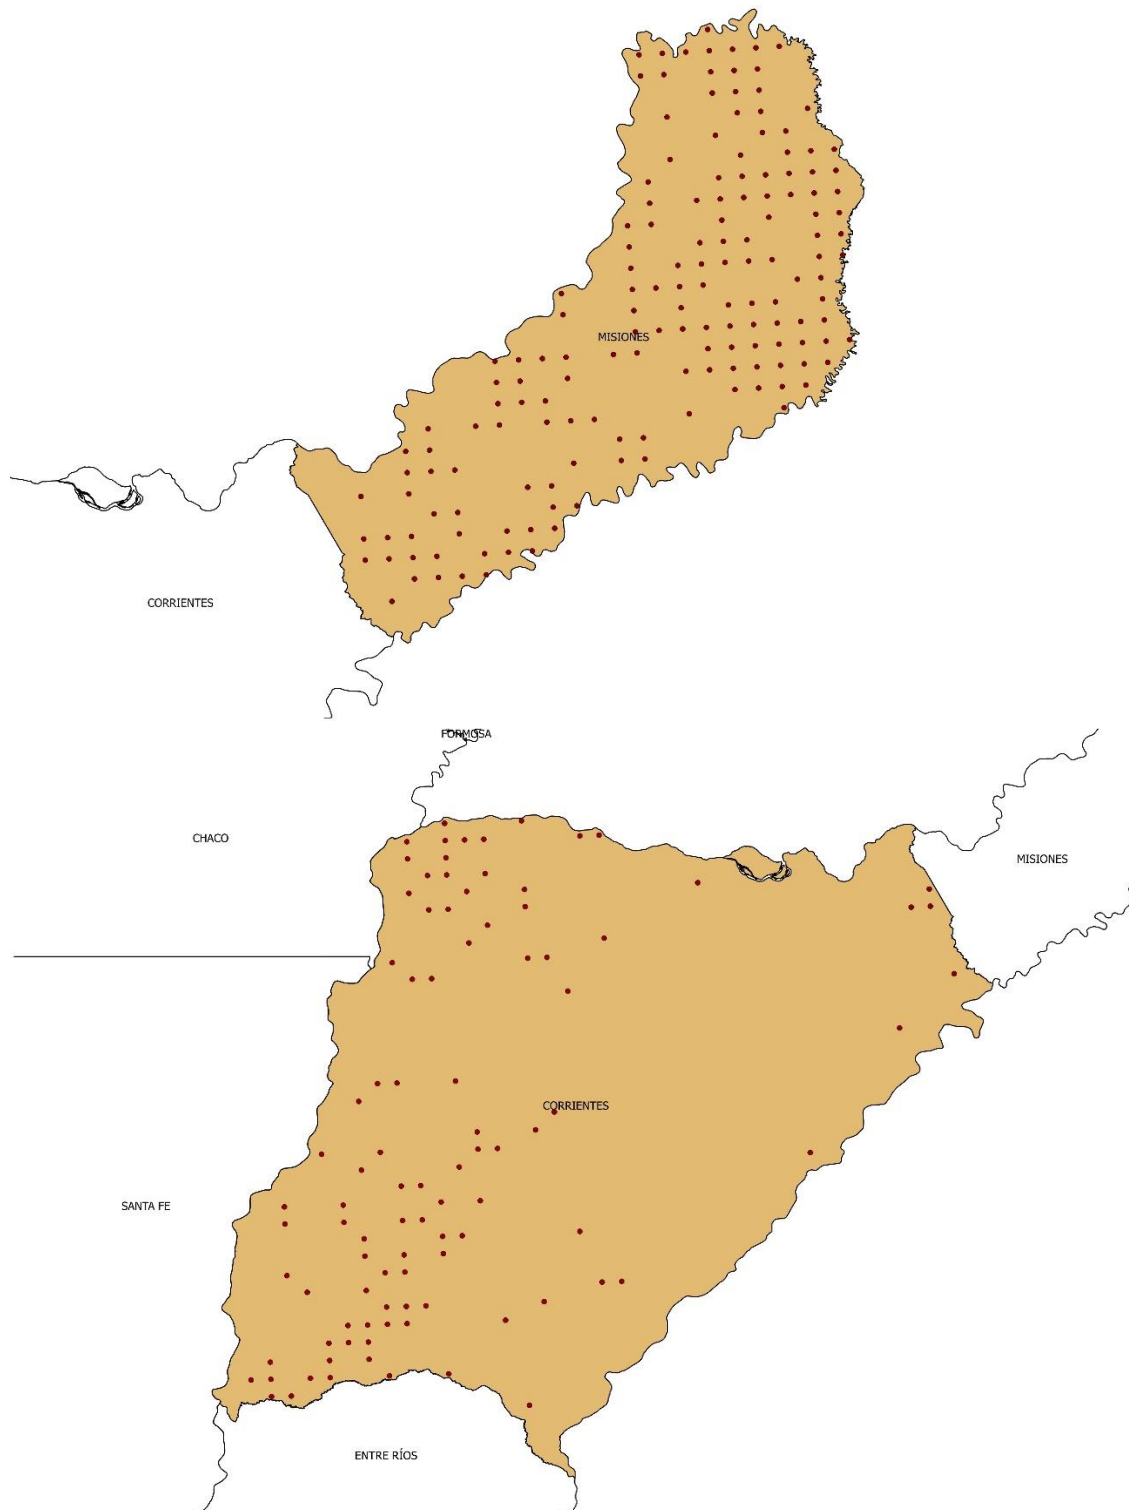 MISIONES
CORRIENTES
FORMOSA
CHACO
MISIONES
CORRIENTES
SANTA FE
ENTRE RÍOS